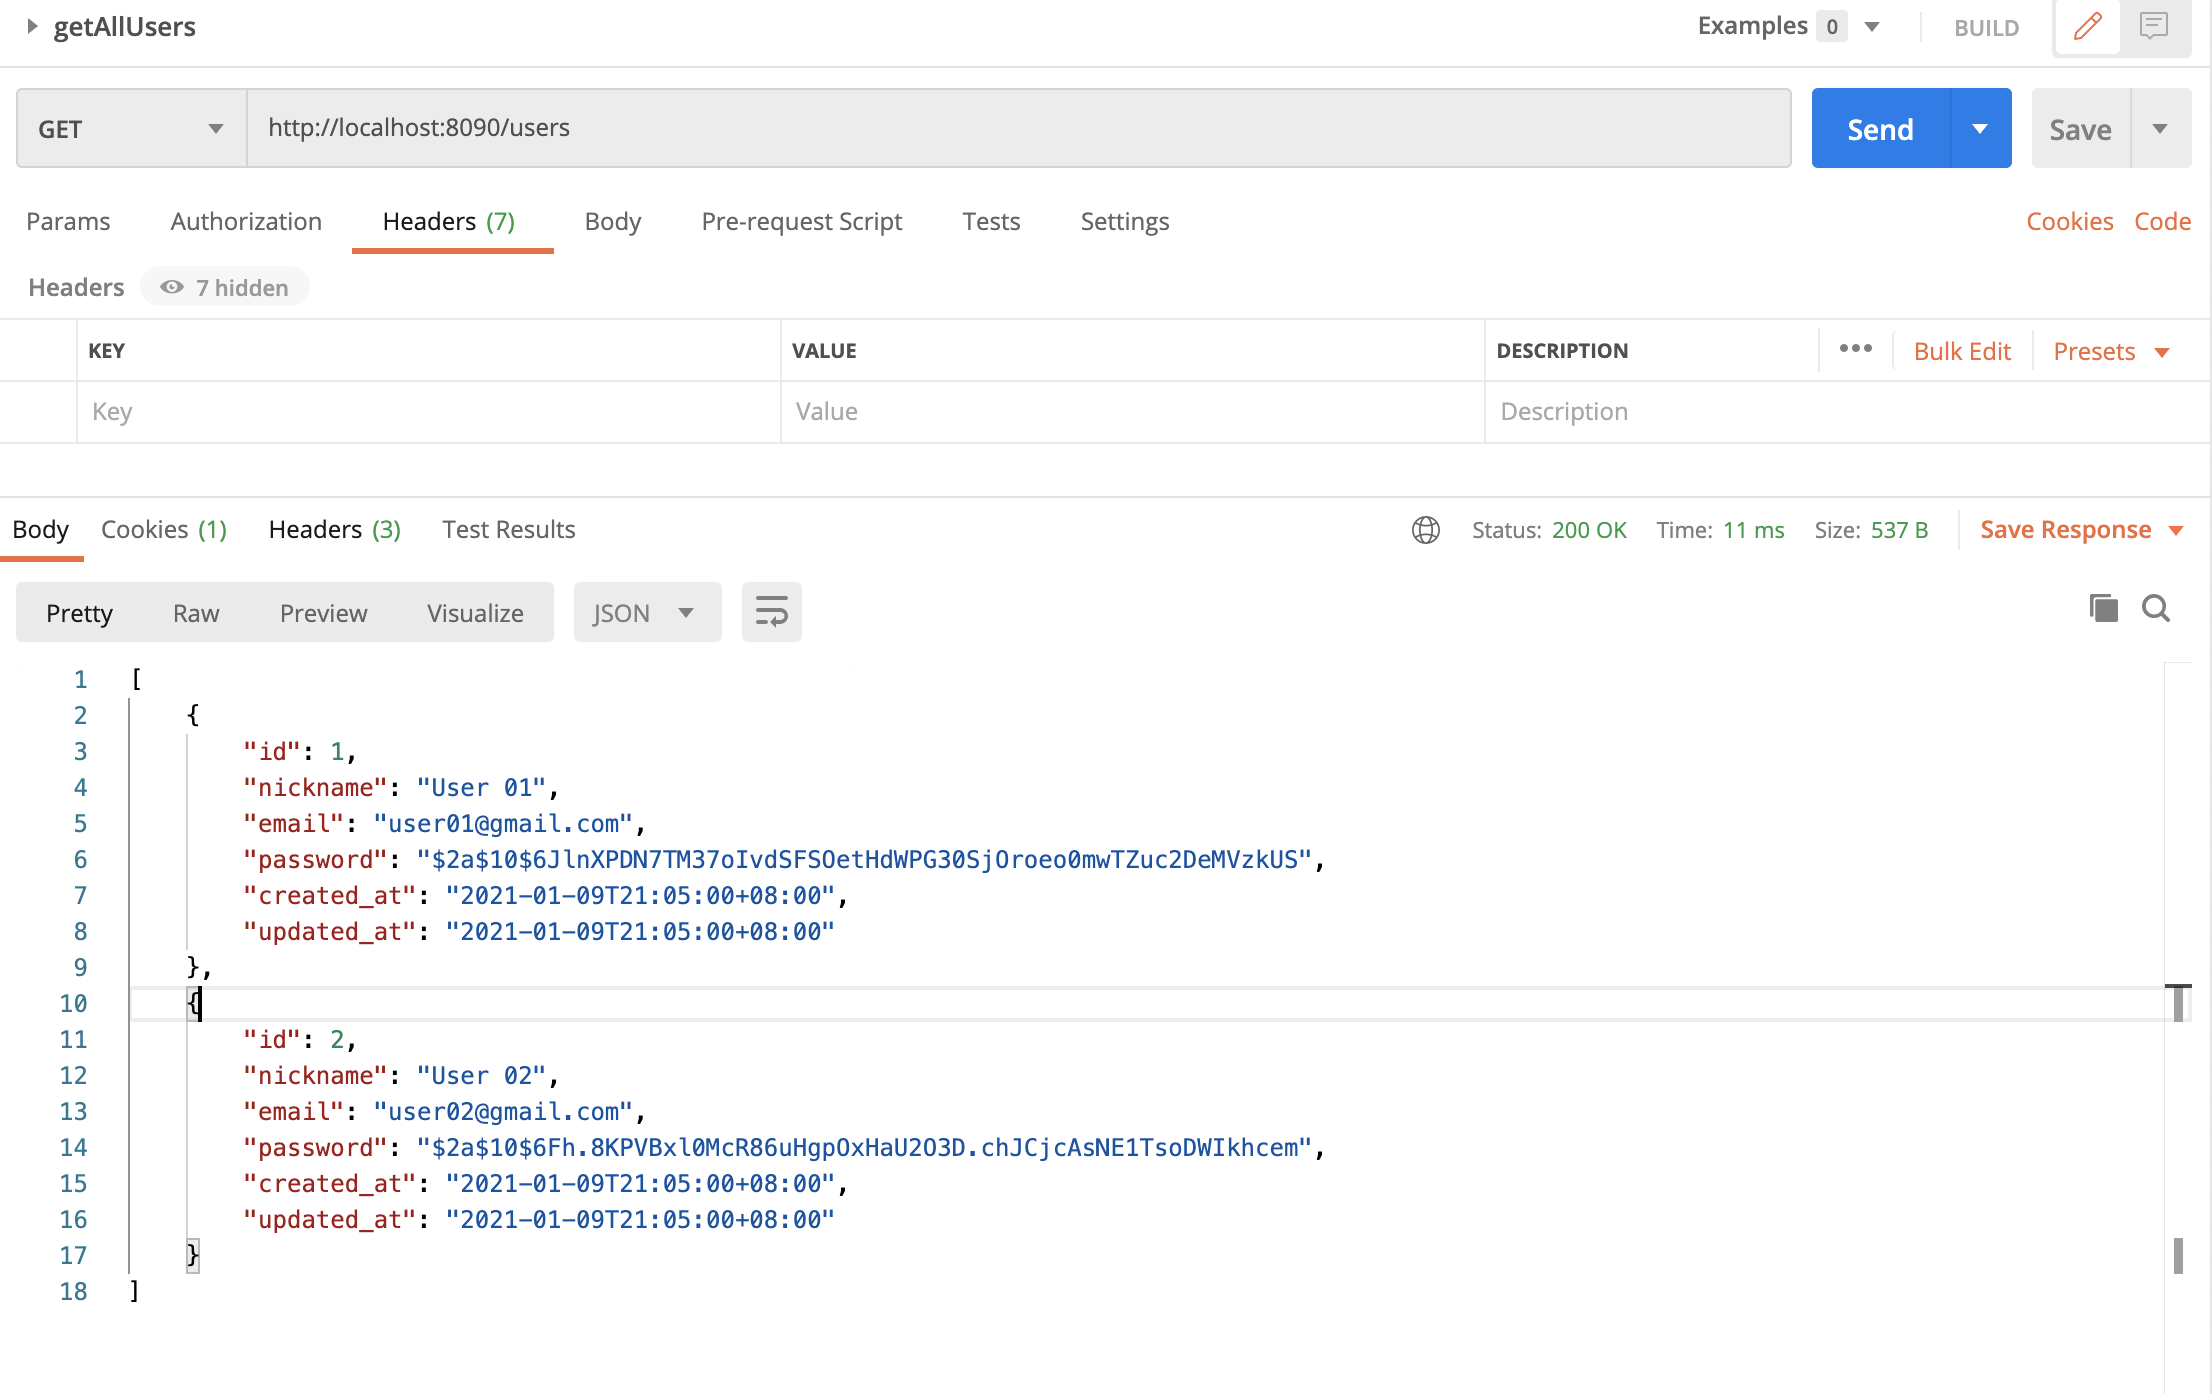 getAllUsers Examples 0 BUILD
GET http://localhost:8090/users Send Save
Params Authorization Headers (7) Body Pre-request Script Tests Settings Cookies Code
Headers 7 hidden
KEY VALUE DESCRIPTION ••• Bulk Edit Presets
Key Value Description
Body Cookies (1) Headers (3) Test Results Status: 200 OK Time: 11 ms Size: 537 B Save Response
Pretty Raw Preview Visualize JSON
1 [
2 {
3 "id": 1,
4 "nickname": "User 01",
5 "email": "user01@gmail.com",
6 "password": "$2a$10$6JlnXPDN7TM37oIvdSFSOetHdWPG30SjOroeo0mwTZuc2DeMVzkUS",
7 "created_at": "2021-01-09T21:05:00+08:00",
8 "updated_at": "2021-01-09T21:05:00+08:00"
9 },
10 {
11 "id": 2,
12 "nickname": "User 02",
13 "email": "user02@gmail.com",
14 "password": "$2a$10$6Fh.8KPVBxl0McR86uHgpOxHaU2O3D.chJCjcAsNE1TsoDWIkhcem",
15 "created_at": "2021-01-09T21:05:00+08:00",
16 "updated_at": "2021-01-09T21:05:00+08:00"
17 }
18 ]